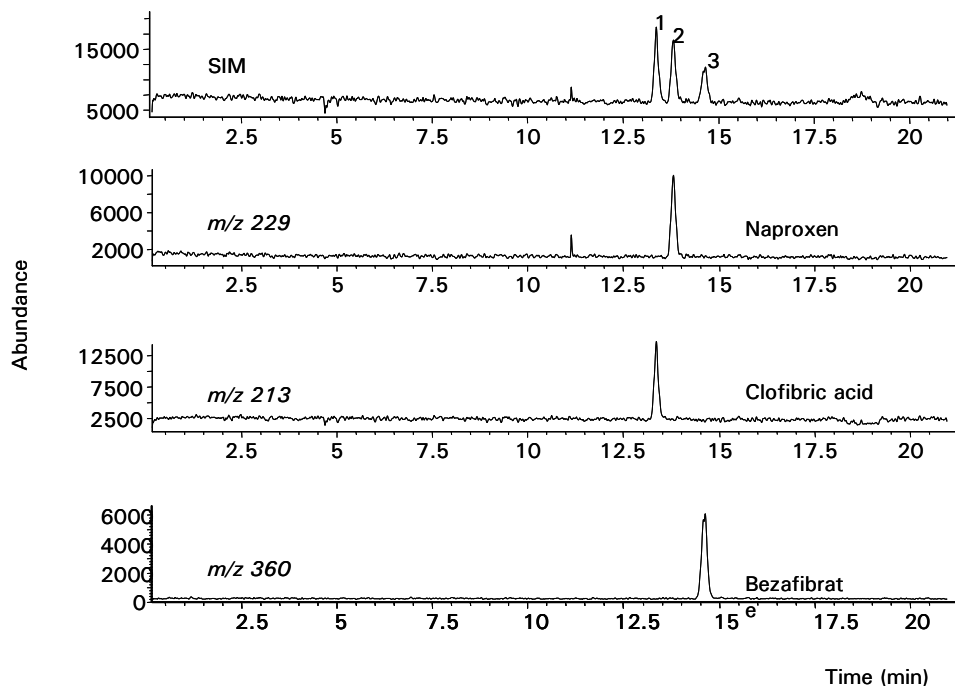 1
2
3
15000
5000
SIM
2.5 5 7.5 10 12.5 15 17.5 20
10000
6000
2000
m/z 229
Naproxen
2.5 5 7.5 10 12.5 15 17.5 20
Abundance
12500
7500
2500
m/z 213
Clofibric acid
2.5 5 7.5 10 12.5 15 17.5 20
6000
4000
2000
0
m/z 360
Bezafibrat
e
2.5 5 7.5 10 12.5 15 17.5 20
Time (min)